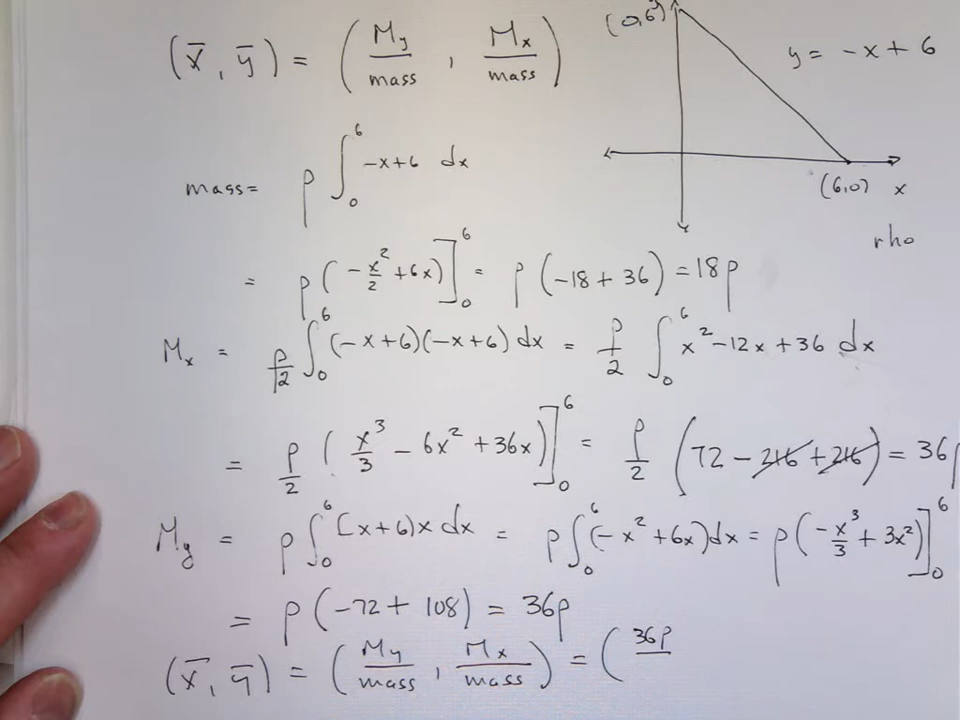 (x̄, ȳ) = (My/mass, Mx/mass)
(0,6)
y
y = -x + 6
(6,0) x
rho
mass = ρ ∫₀⁶ -x+6 dx
= ρ(-x²/2 + 6x)]₀⁶ = ρ(-18 + 36) = 18ρ
Mx = ρ/2 ∫₀⁶ (-x+6)(-x+6) dx = ρ/2 ∫₀⁶ x² - 12x + 36 dx
= ρ/2 (x³/3 - 6x² + 36x)]₀⁶ = ρ/2 (72 - 216 + 216) = 36ρ
My = ρ ∫₀⁶ (-x+6)x dx = ρ ∫₀⁶ (-x² + 6x)dx = ρ(-x³/3 + 3x²)]₀⁶
= ρ(-72 + 108) = 36ρ
(x̄, ȳ) = (My/mass, Mx/mass) = (36ρ/